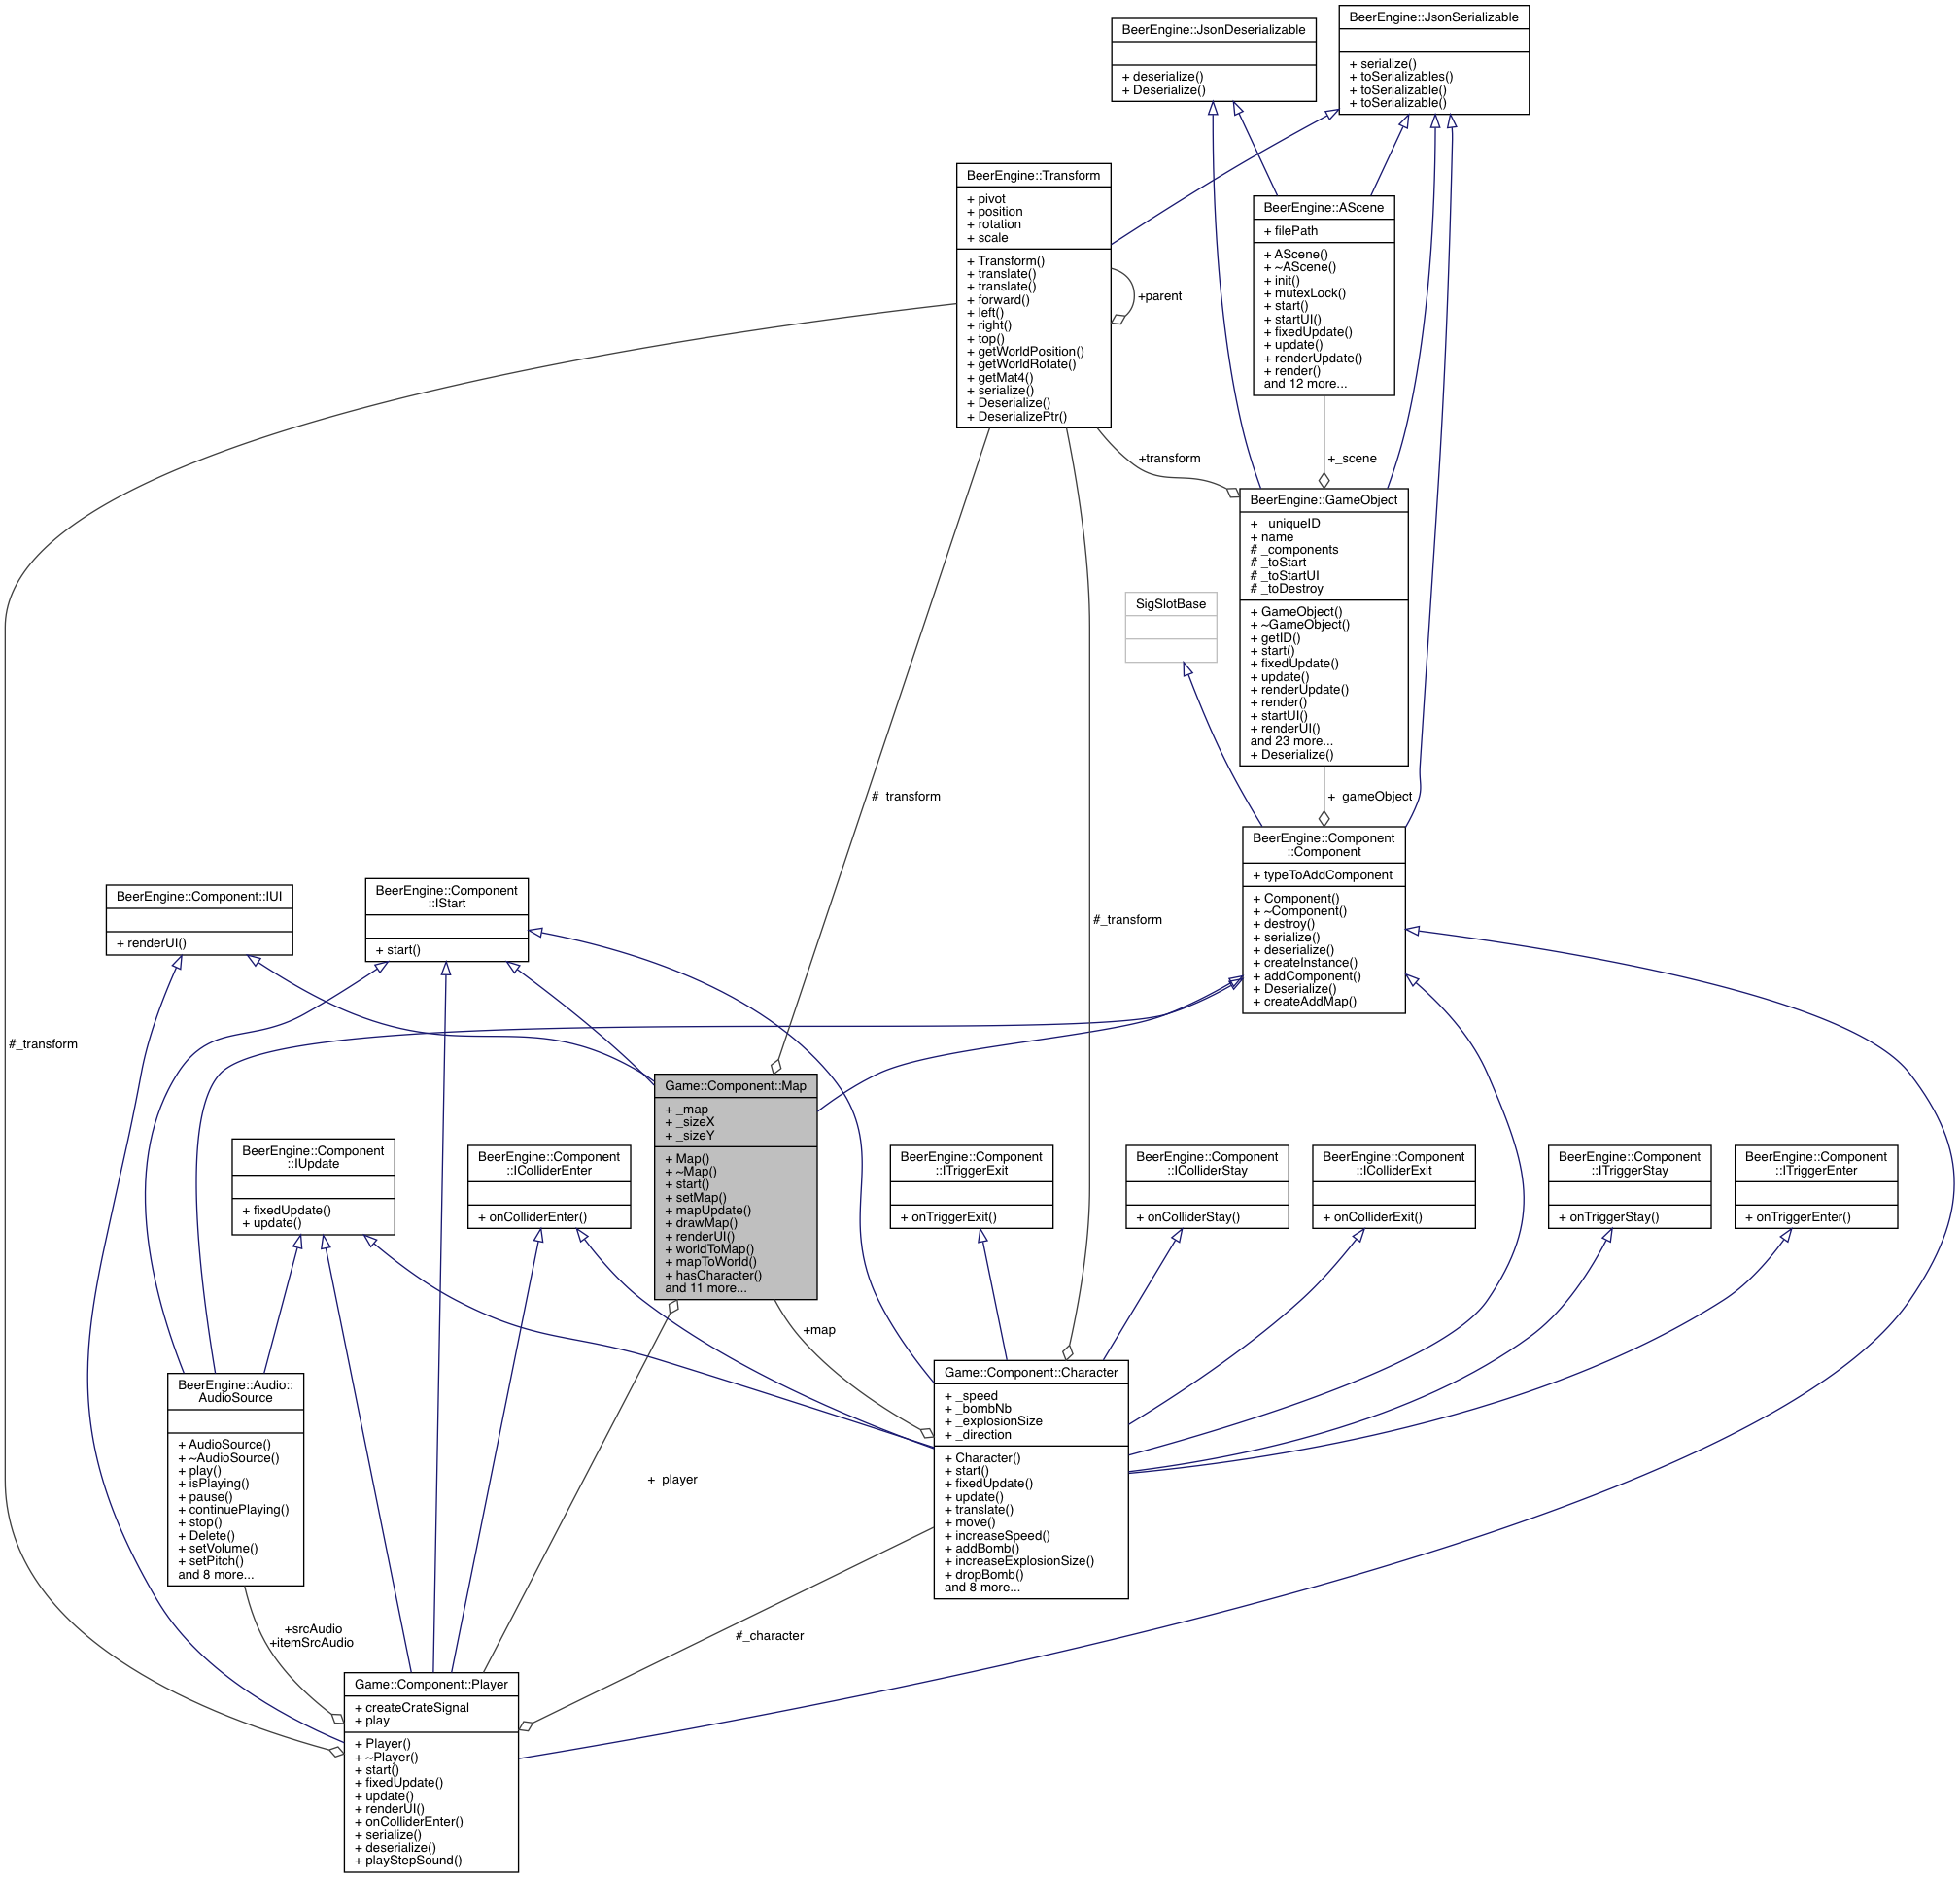 BeerEngine::JsonDeserializable
+ deserialize()
+ Deserialize()
BeerEngine::JsonSerializable
+ serialize()
+ toSerializables()
+ toSerializable()
+ toSerializable()
BeerEngine::Transform
+ pivot
+ position
+ rotation
+ scale
+ Transform()
+ translate()
+ translate()
+ forward()
+ left()
+ right()
+ top()
+ getWorldPosition()
+ getWorldRotate()
+ getMat4()
+ serialize()
+ Deserialize()
+ DeserializePtr()
+parent
BeerEngine::AScene
+ filePath
+ AScene()
+ ~AScene()
+ init()
+ mutexLock()
+ start()
+ startUI()
+ fixedUpdate()
+ update()
+ renderUpdate()
+ render()
and 12 more...
+transform
+_scene
BeerEngine::GameObject
+ _uniqueID
+ name
# _components
# _toStart
# _toStartUI
# _toDestroy
+ GameObject()
+ ~GameObject()
+ getID()
+ start()
+ fixedUpdate()
+ update()
+ renderUpdate()
+ render()
+ startUI()
+ renderUI()
and 23 more...
+ Deserialize()
SigSlotBase
#_transform
+_gameObject
BeerEngine::Component
::Component
+ typeToAddComponent
+ Component()
+ ~Component()
+ destroy()
+ serialize()
+ deserialize()
+ createInstance()
+ addComponent()
+ Deserialize()
+ createAddMap()
BeerEngine::Component::IUI
+ renderUI()
BeerEngine::Component
::IStart
+ start()
#_transform
#_transform
Game::Component::Map
+ _map
+ _sizeX
+ _sizeY
+ Map()
+ ~Map()
+ start()
+ setMap()
+ mapUpdate()
+ drawMap()
+ renderUI()
+ worldToMap()
+ mapToWorld()
+ hasCharacter()
and 11 more...
BeerEngine::Component
::IUpdate
+ fixedUpdate()
+ update()
BeerEngine::Component
::IColliderEnter
+ onColliderEnter()
BeerEngine::Component
::ITriggerExit
+ onTriggerExit()
BeerEngine::Component
::IColliderStay
+ onColliderStay()
BeerEngine::Component
::IColliderExit
+ onColliderExit()
BeerEngine::Component
::ITriggerStay
+ onTriggerStay()
BeerEngine::Component
::ITriggerEnter
+ onTriggerEnter()
+map
BeerEngine::Audio::
AudioSource
+ AudioSource()
+ ~AudioSource()
+ play()
+ isPlaying()
+ pause()
+ continuePlaying()
+ stop()
+ Delete()
+ setVolume()
+ setPitch()
and 8 more...
Game::Component::Character
+ _speed
+ _bombNb
+ _explosionSize
+ _direction
+ Character()
+ start()
+ fixedUpdate()
+ update()
+ translate()
+ move()
+ increaseSpeed()
+ addBomb()
+ increaseExplosionSize()
+ dropBomb()
and 8 more...
+_player
+srcAudio
+itemSrcAudio
#_character
Game::Component::Player
+ createCrateSignal
+ play
+ Player()
+ ~Player()
+ start()
+ fixedUpdate()
+ update()
+ renderUI()
+ onColliderEnter()
+ serialize()
+ deserialize()
+ playStepSound()